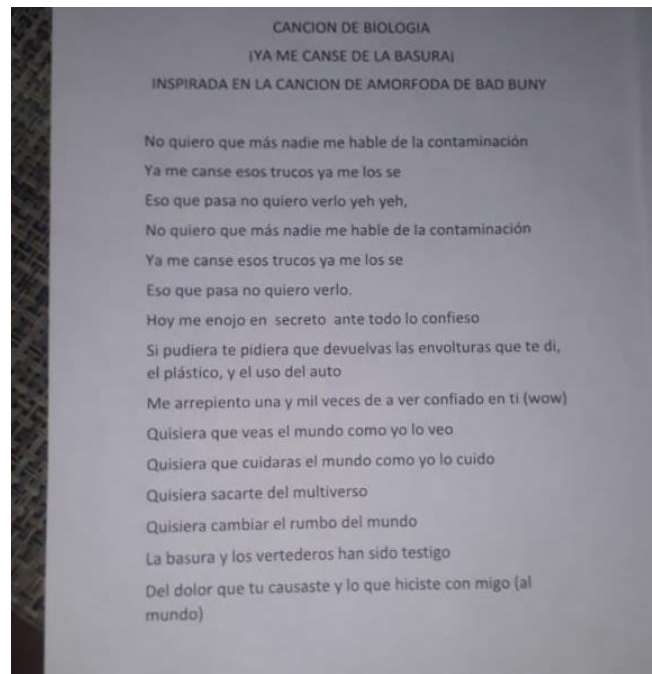 CANCION DE BIOLOGIA
¡YA ME CANSE DE LA BASURA¡
INSPIRADA EN LA CANCION DE AMORFODA DE BAD BUNY
No quiero que más nadie me hable de la contaminación
Ya me canse esos trucos ya me los se
Eso que pasa no quiero verlo yeh yeh,
No quiero que más nadie me hable de la contaminación
Ya me canse esos trucos ya me los se
Eso que pasa no quiero verlo.
Hoy me enojo en secreto ante todo lo confieso
Si pudiera te pidiera que devuelvas las envolturas que te di,
el plástico, y el uso del auto
Me arrepiento una y mil veces de a ver confiado en ti (wow)
Quisiera que veas el mundo como yo lo veo
Quisiera que cuidaras el mundo como yo lo cuido
Quisiera sacarte del multiverso
Quisiera cambiar el rumbo del mundo
La basura y los vertederos han sido testigo
Del dolor que tu causaste y lo que hiciste con migo (al
mundo)